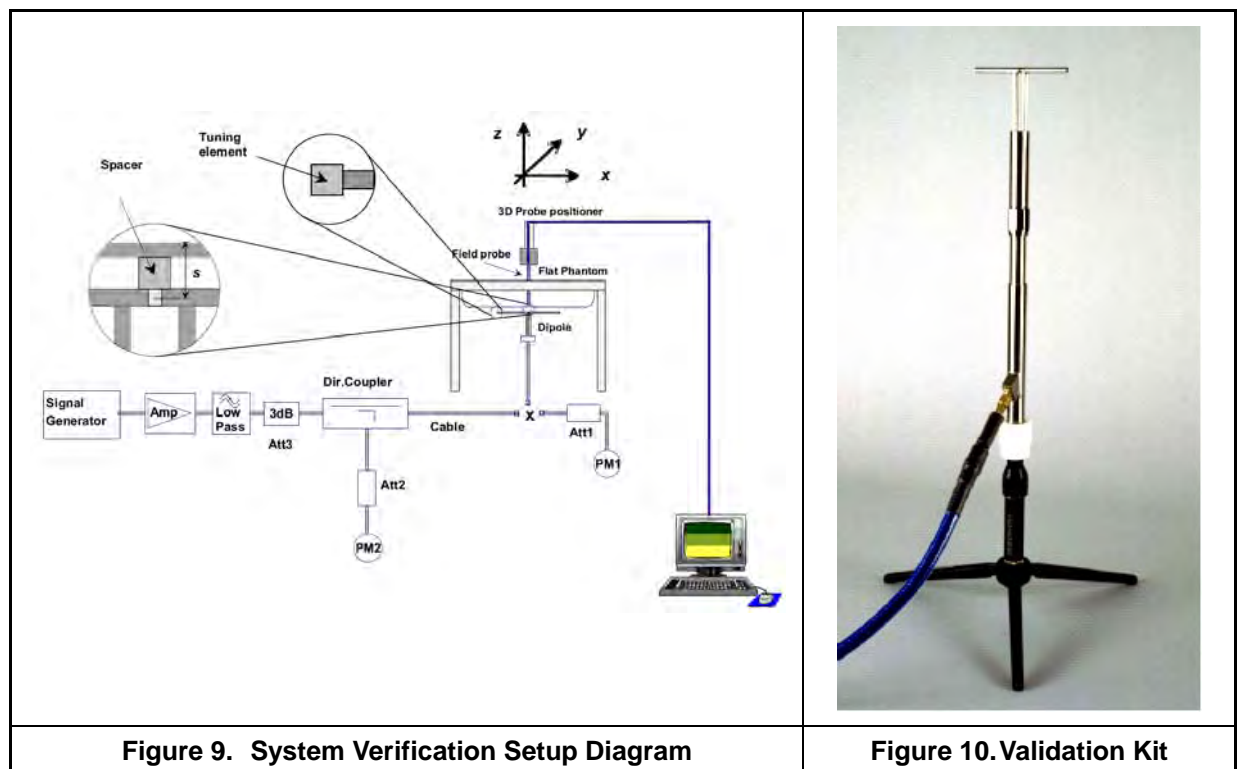 Tuning
element
Spacer
s
z
y
x
3D Probe positioner
Field probe
Flat Phantom
Dipole
Dir.Coupler
Signal
Generator
Amp
Low
Pass
3dB
Att3
Cable
X
Att1
PM1
Att2
PM2
Figure 9. System Verification Setup Diagram
Figure 10. Validation Kit